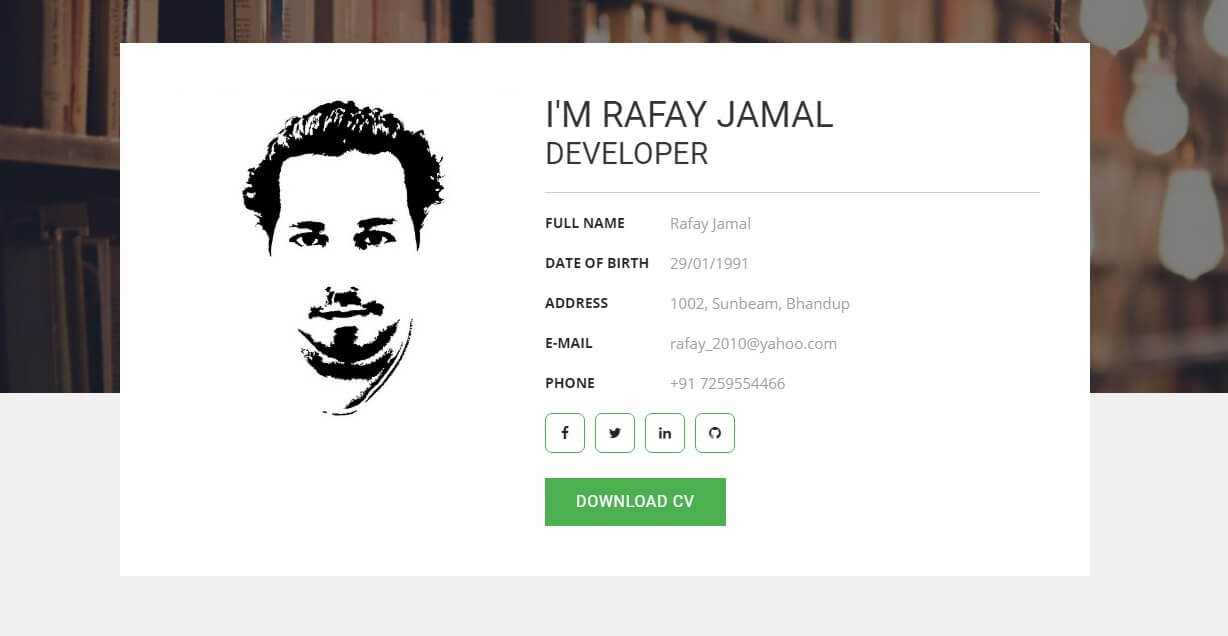 I'M RAFAY JAMAL
DEVELOPER
FULL NAME Rafay Jamal
DATE OF BIRTH 29/01/1991
ADDRESS 1002, Sunbeam, Bhandup
E-MAIL rafay_2010@yahoo.com
PHONE +91 7259554466
DOWNLOAD CV